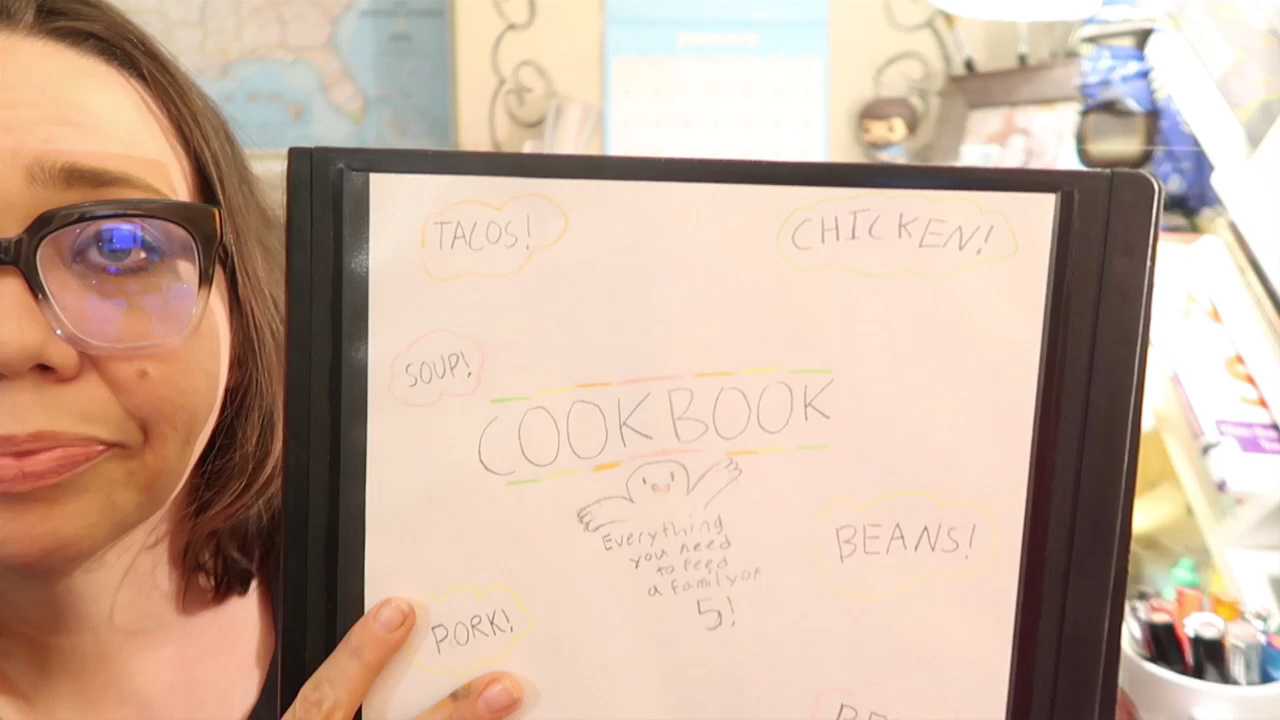 TACOS!
CHICKEN!
SOUP!
COOKBOOK
Everything
you need
to feed
a family of
5!
BEANS!
PORK!